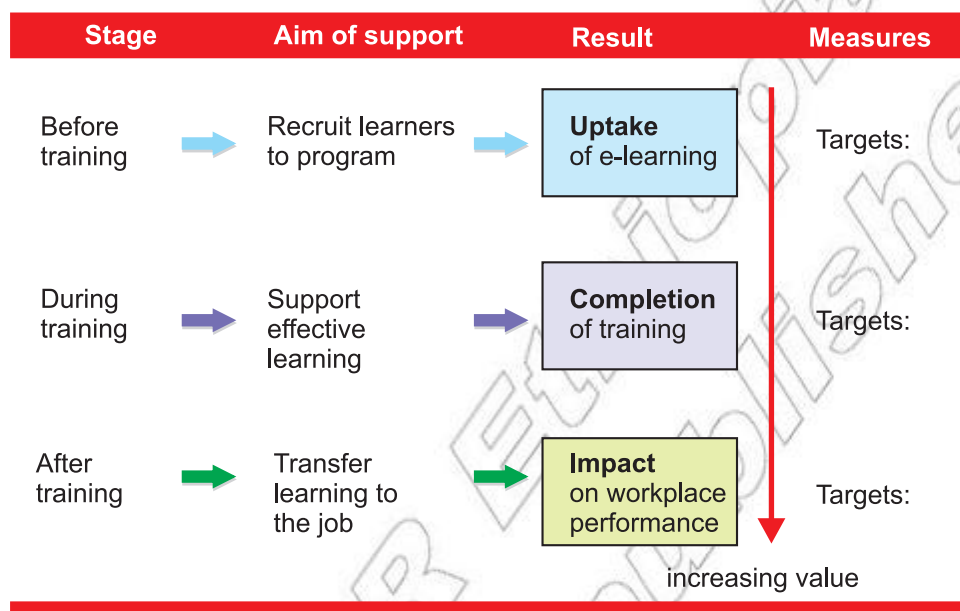 Stage Aim of support Result Measures
Before training Recruit learners to program Uptake of e-learning Targets:
During training Support effective learning Completion of training Targets:
After training Transfer learning to the job Impact on workplace performance Targets:
increasing value